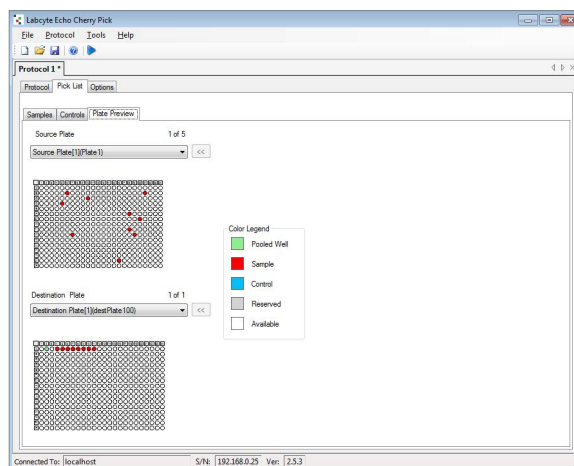 Labcyte Echo Cherry Pick
File Protocol Tools Help
Protocol 1 *
Protocol Pick List Options
Samples Controls Plate Preview
Source Plate 1 of 5
Source Plate[1](Plate1) <<
Color Legend
Pooled Well
Sample
Control
Reserved
Available
Destination Plate 1 of 1
Destination Plate[1](destPlate100) <<
Connected To: localhost S/N: 192.168.0.25 Ver: 2.5.3